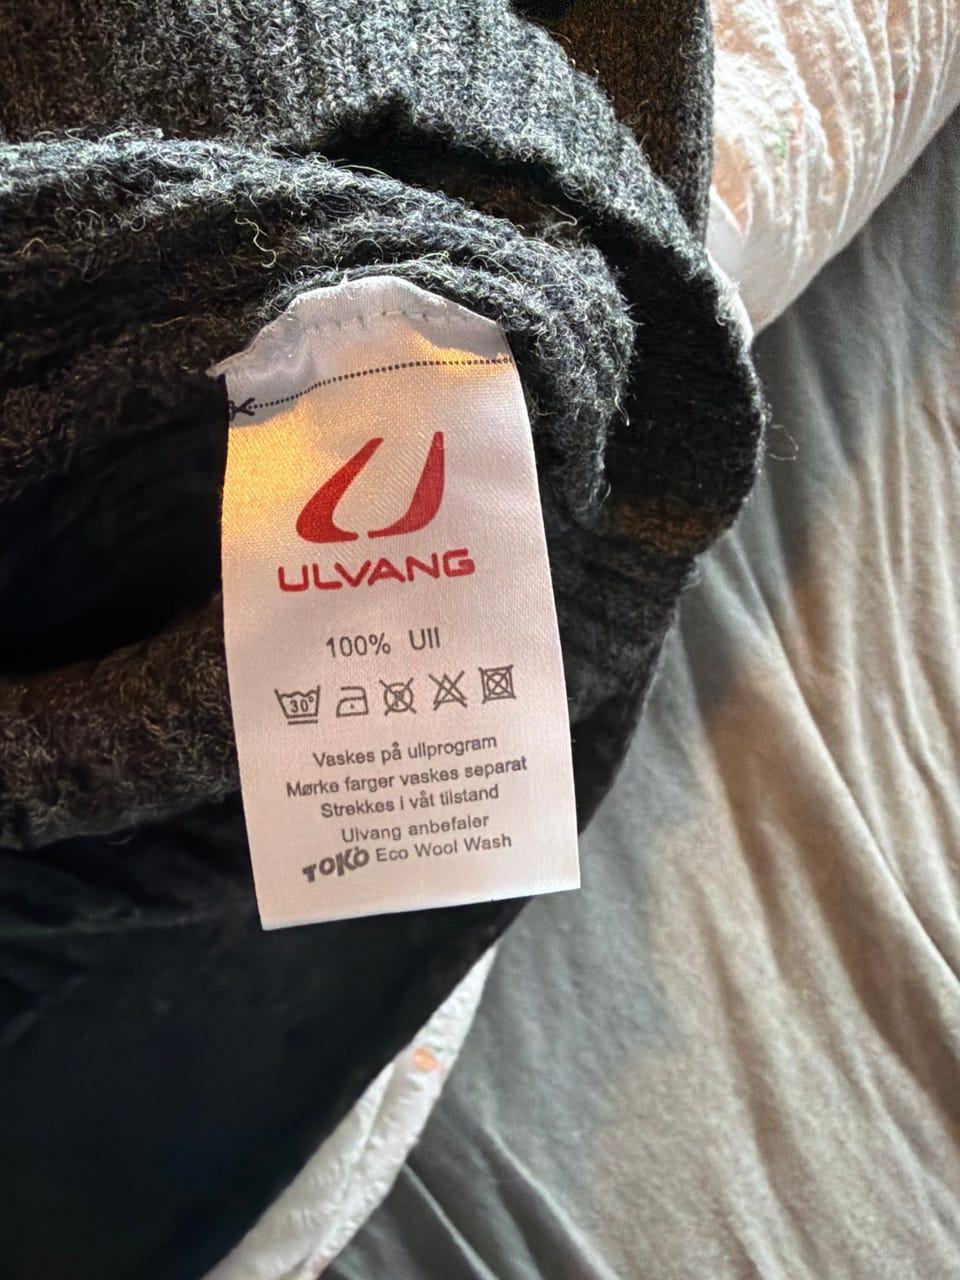 ULVANG
100% Ull
30°
Vaskes på ullprogram
Mørke farger vaskes separat
Strekkes i våt tilstand
Ulvang anbefaler
TOKO Eco Wool Wash